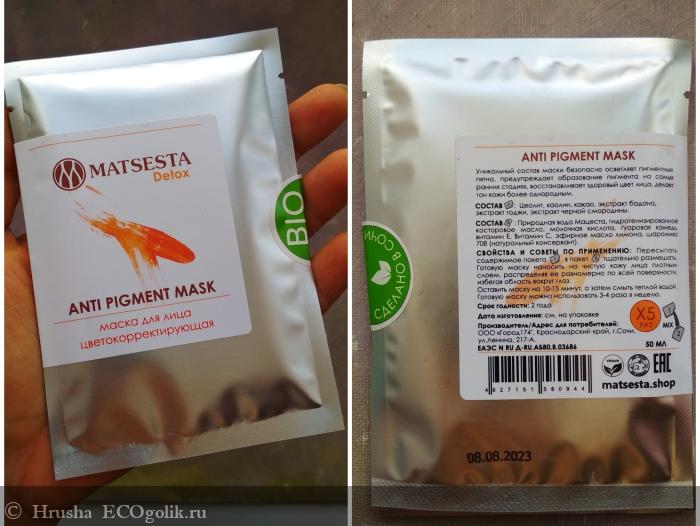 MATSESTA
Detox
BIO
ANTI PIGMENT MASK
маска для лица
цветокорректирующая
ANTI PIGMENT MASK
Уникальный состав маски безопасно осветляет пигментные
пятна, предупреждает образование пигмента на самых
ранних стадиях, восстанавливает здоровый цвет лица, делает
тон кожи более однородным.
СОСТАВ : Цеолит, каолин, какао, экстракт бадана,
экстракт годжи, экстракт черной смородины.
СОСТАВ : Природная вода Мацеста, гидрогенизированное
касторовое масло, молочная кислота, гуаровая камедь,
витамин Е, Витамин С, эфирное масло лимона, шаромикс
708 (натуральный консервант).
СВОЙСТВА И СОВЕТЫ ПО ПРИМЕНЕНИЮ: Пересыпать
содержимое пакета в пакет тщательно размешать.
Готовую маску наносить на чистую кожу лица плотным
слоем, распределяя ее равномерно по всей поверхности,
избегая область вокруг глаз.
Оставить маску на 10-15 минут, а затем смыть теплой водой.
Готовую маску можно использовать 3-4 раза в неделю.
Срок годности: 2 года
Дата изготовения: см. на упаковке
Производитель/Адрес для потребителей:
ООО «Город174", Краснодарский край, г.Сочи,
ул.Ленина, 217-А.
ЕАЭС N RU Д-RU.АЯ80.В.03686
X5
РАЗ
MIX
50 МЛ
СДЕЛАНО В СОЧИ
VEGAN
EAC
4627151580944
matsesta.shop
08.08.2023
© Hrusha ECOgolik.ru